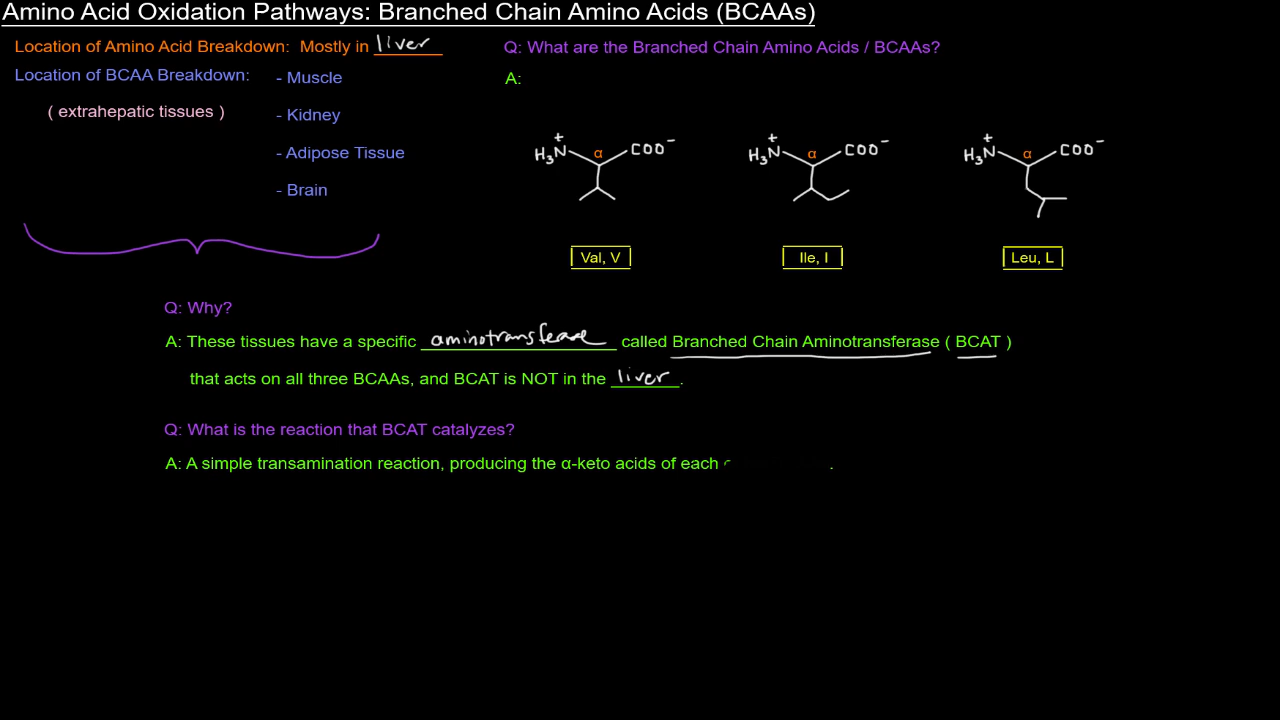 Amino Acid Oxidation Pathways: Branched Chain Amino Acids (BCAAs)
Location of Amino Acid Breakdown: Mostly in liver
Location of BCAA Breakdown:
( extrahepatic tissues )
- Muscle
- Kidney
- Adipose Tissue
- Brain
Q: What are the Branched Chain Amino Acids / BCAAs?
A:
H₃N⁺ α COO⁻
H₃N⁺ α COO⁻
H₃N⁺ α COO⁻
Val, V
Ile, I
Leu, L
Q: Why?
A: These tissues have a specific aminotransferase called Branched Chain Aminotransferase ( BCAT )
that acts on all three BCAAs, and BCAT is NOT in the liver.
Q: What is the reaction that BCAT catalyzes?
A: A simple transamination reaction, producing the α-keto acids of each .